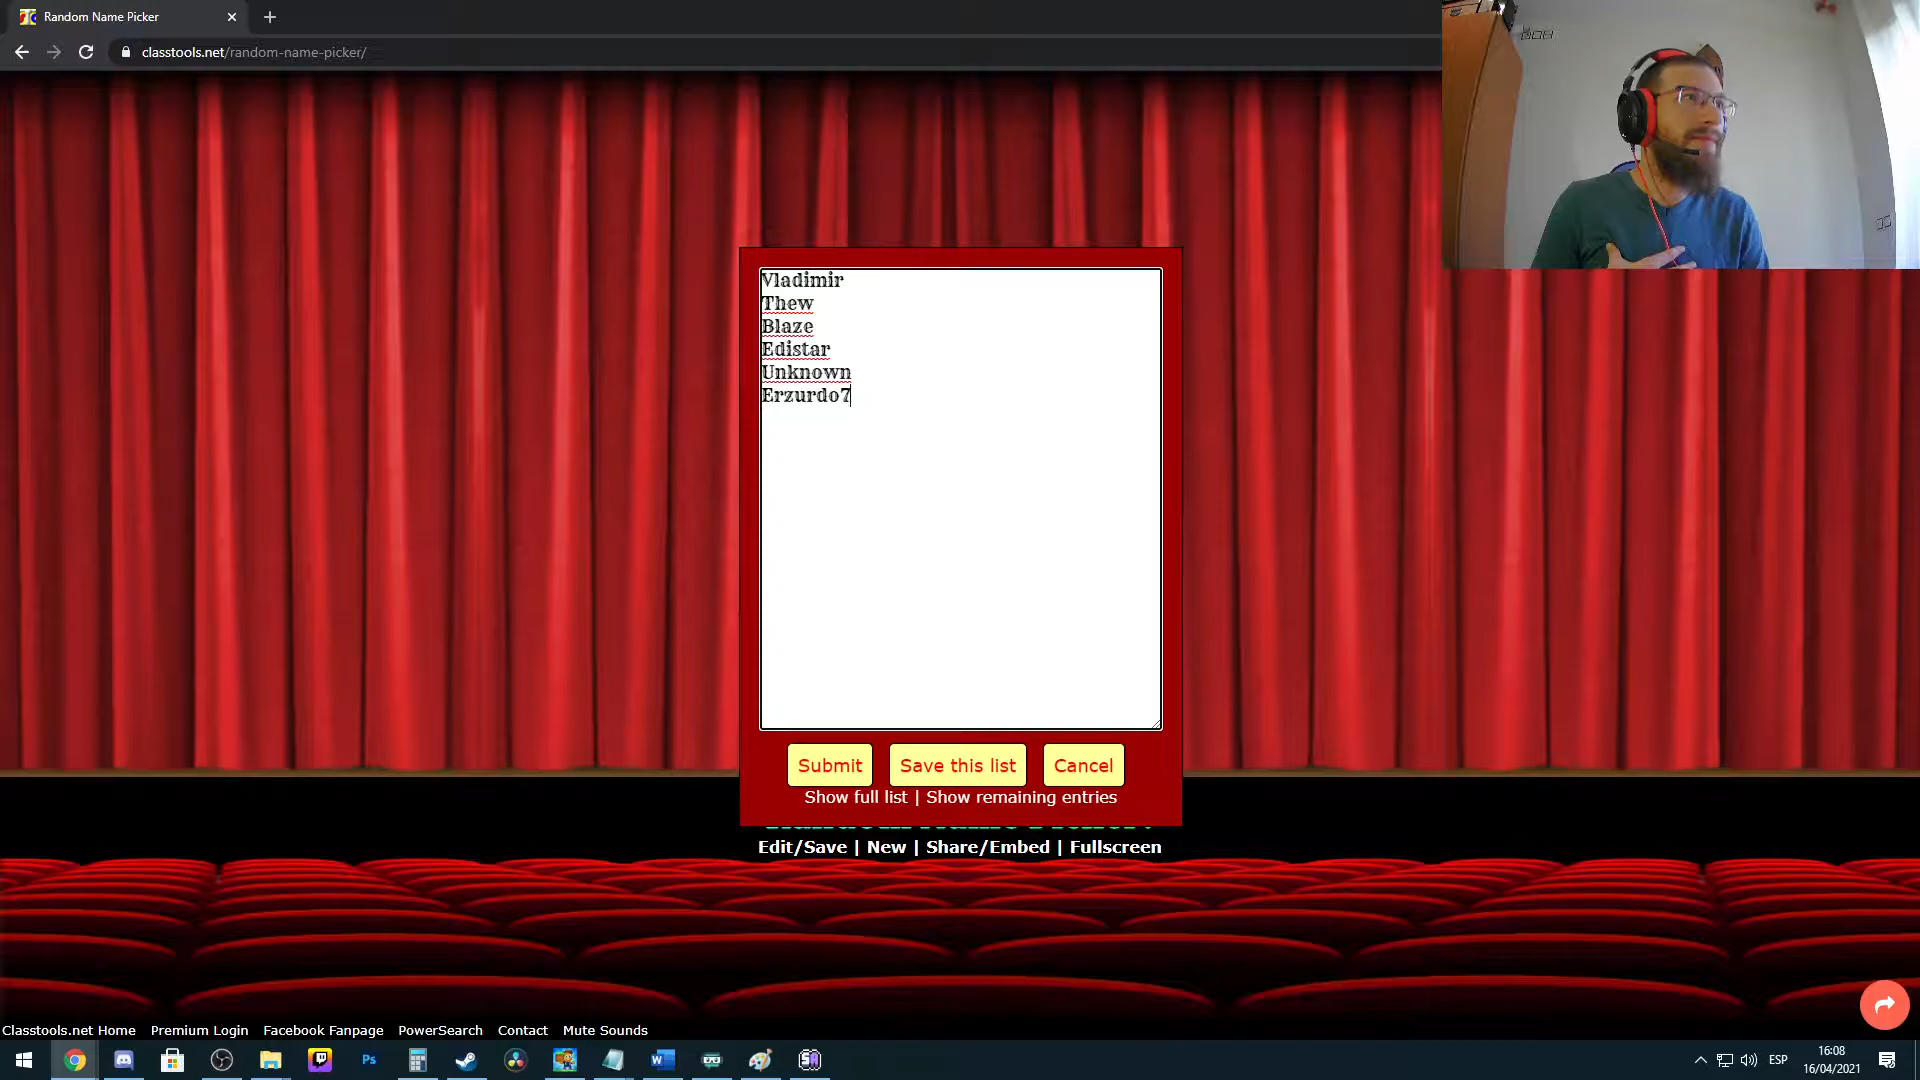 Random Name Picker
classtools.net/random-name-picker/
Vladimir
Thew
Blaze
Edistar
Unknown
Erzurdo7
Submit Save this list Cancel
Show full list | Show remaining entries
Edit/Save | New | Share/Embed | Fullscreen
Classtools.net Home Premium Login Facebook Fanpage PowerSearch Contact Mute Sounds
Ps
W
ESP
16:08
16/04/2021